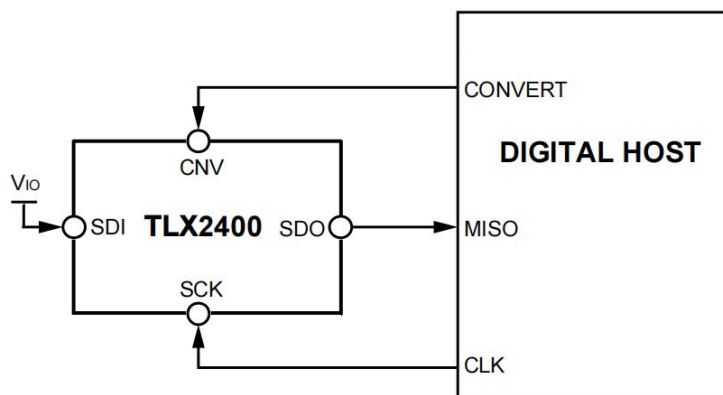 CONVERT
DIGITAL HOST
CNV
VIO
SDI TLX2400 SDO
MISO
SCK
CLK